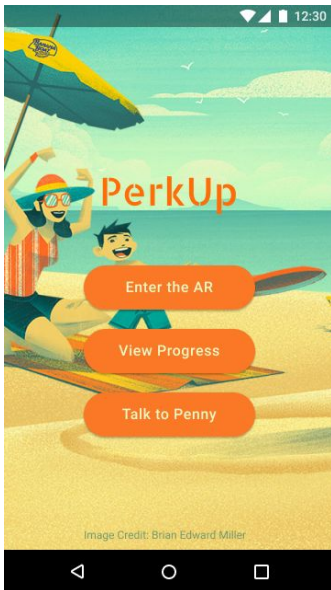 12:30
PerkUp
Enter the AR
View Progress
Talk to Penny
Image Credit: Brian Edward Miller